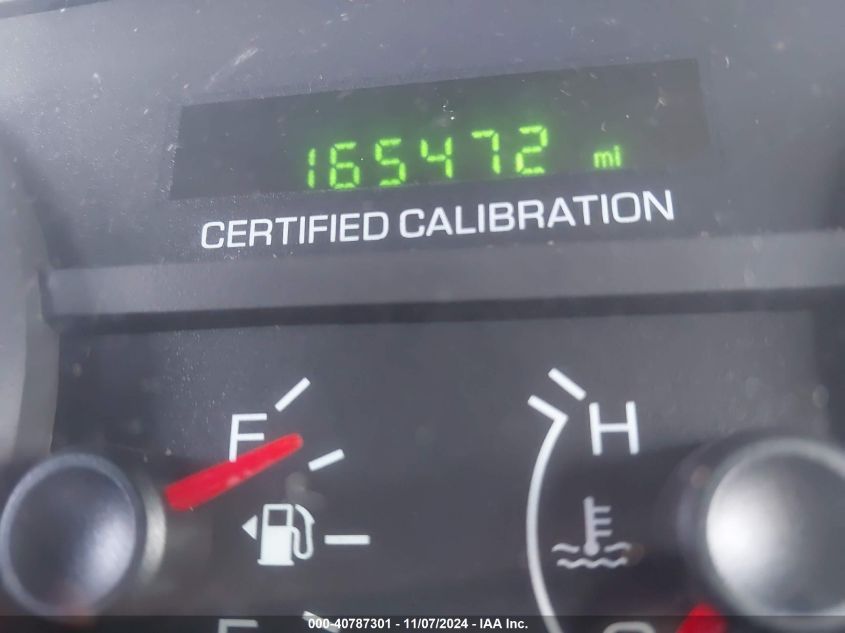 165472 mi
CERTIFIED CALIBRATION
F
H
000-40787301 - 11/07/2024 - IAA Inc.